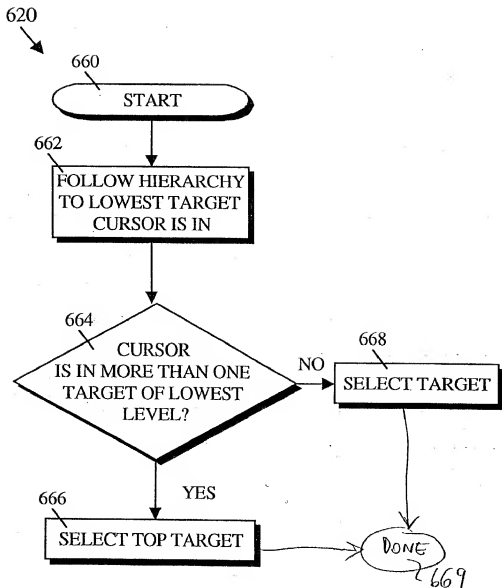 620
660
START
662
FOLLOW HIERARCHY
TO LOWEST TARGET
CURSOR IS IN
664
CURSOR
IS IN MORE THAN ONE
TARGET OF LOWEST
LEVEL?
NO
668
SELECT TARGET
YES
666
SELECT TOP TARGET
DONE
669